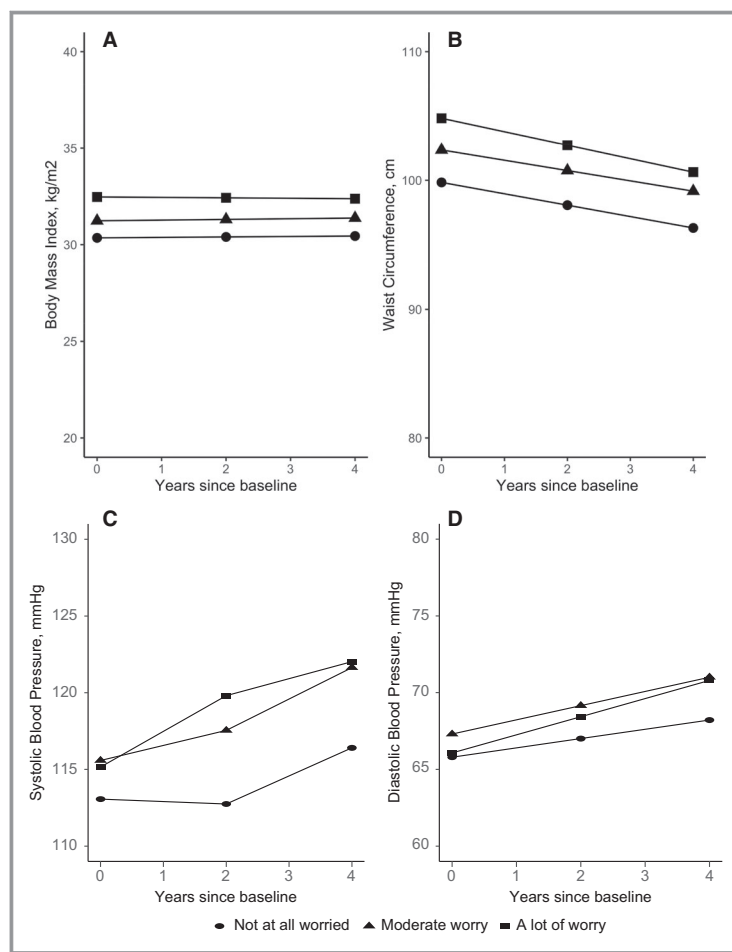 A
B
40
35
30
25
20
Body Mass Index, kg/m2
0 1 2 3 4
Years since baseline
110
100
90
80
Waist Circumference, cm
0 1 2 3 4
Years since baseline
C
D
130
125
120
115
110
Systolic Blood Pressure, mmHg
0 1 2 3 4
Years since baseline
80
75
70
65
60
Diastolic Blood Pressure, mmHg
0 1 2 3 4
Years since baseline
Not at all worried Moderate worry A lot of worry